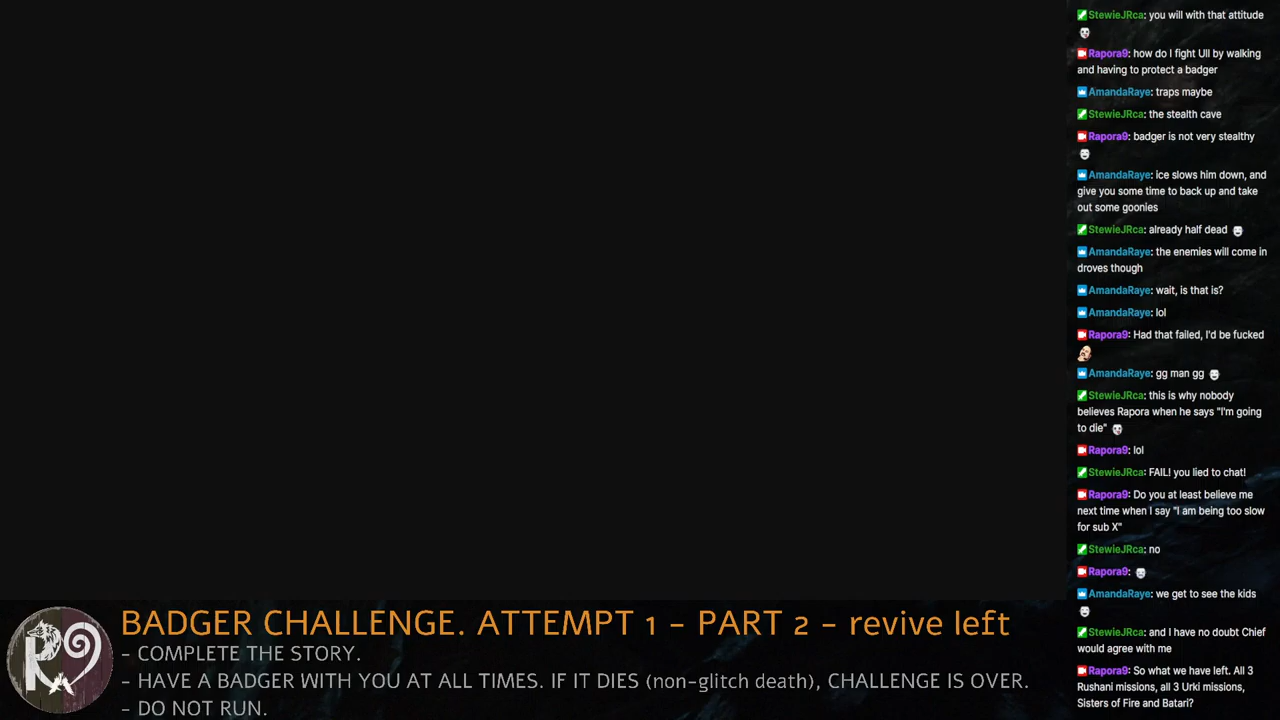 StewieJRca: you will with that attitude
Rapora9: how do I fight Ull by walking
and having to protect a badger
AmandaRaye: traps maybe
StewieJRca: the stealth cave
Rapora9: badger is not very stealthy
AmandaRaye: ice slows him down, and
give you some time to back up and take
out some goonies
StewieJRca: already half dead
AmandaRaye: the enemies will come in
droves though
AmandaRaye: wait, is that is?
AmandaRaye: lol
Rapora9: Had that failed, I'd be fucked
AmandaRaye: gg man gg
StewieJRca: this is why nobody
believes Rapora when he says "I'm going
to die"
Rapora9: lol
StewieJRca: FAIL! you lied to chat!
Rapora9: Do you at least believe me
next time when I say "I am being too slow
for sub X"
StewieJRca: no
Rapora9:
AmandaRaye: we get to see the kids
StewieJRca: and I have no doubt Chief
would agree with me
Rapora9: So what we have left. All 3
Rushani missions, all 3 Urki missions,
Sisters of Fire and Batari?
R9
BADGER CHALLENGE. ATTEMPT 1 - PART 2 - revive left
- COMPLETE THE STORY.
- HAVE A BADGER WITH YOU AT ALL TIMES. IF IT DIES (non-glitch death), CHALLENGE IS OVER.
- DO NOT RUN.